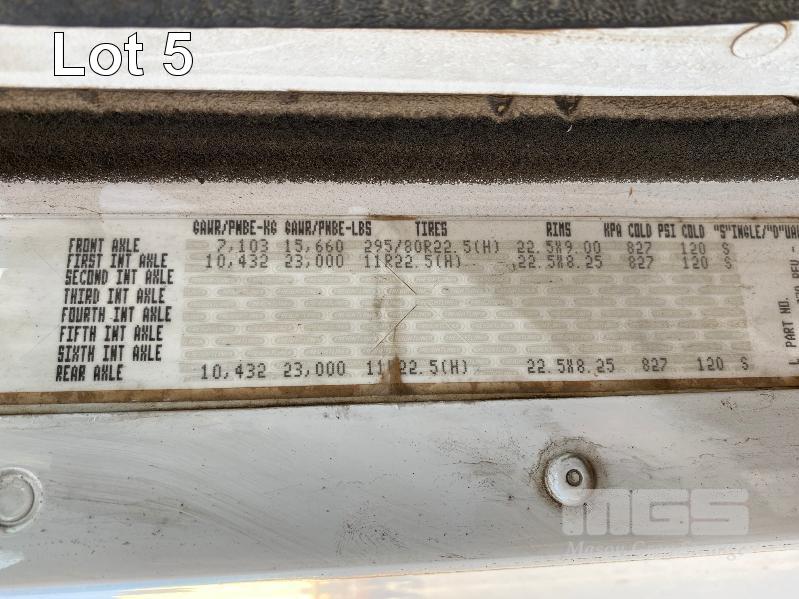 Lot 5
GAWR/PNBE-KG GAWR/PNBE-LBS TIRES RIMS KPA COLD PSI COLD "S"INGLE/"D"UAL
FRONT AXLE 7,103 15,660 295/80R22.5(H) 22.5X9.00 827 120 S
FIRST INT AXLE 10,432 23,000 11R22.5(H) 22.5X8.25 827 120 S
SECOND INT AXLE
THIRD INT AXLE
FOURTH INT AXLE
FIFTH INT AXLE
SIXTH INT AXLE
REAR AXLE 10,432 23,000 11R22.5(H) 22.5X8.25 827 120 S
PART NO.
REV
MGS